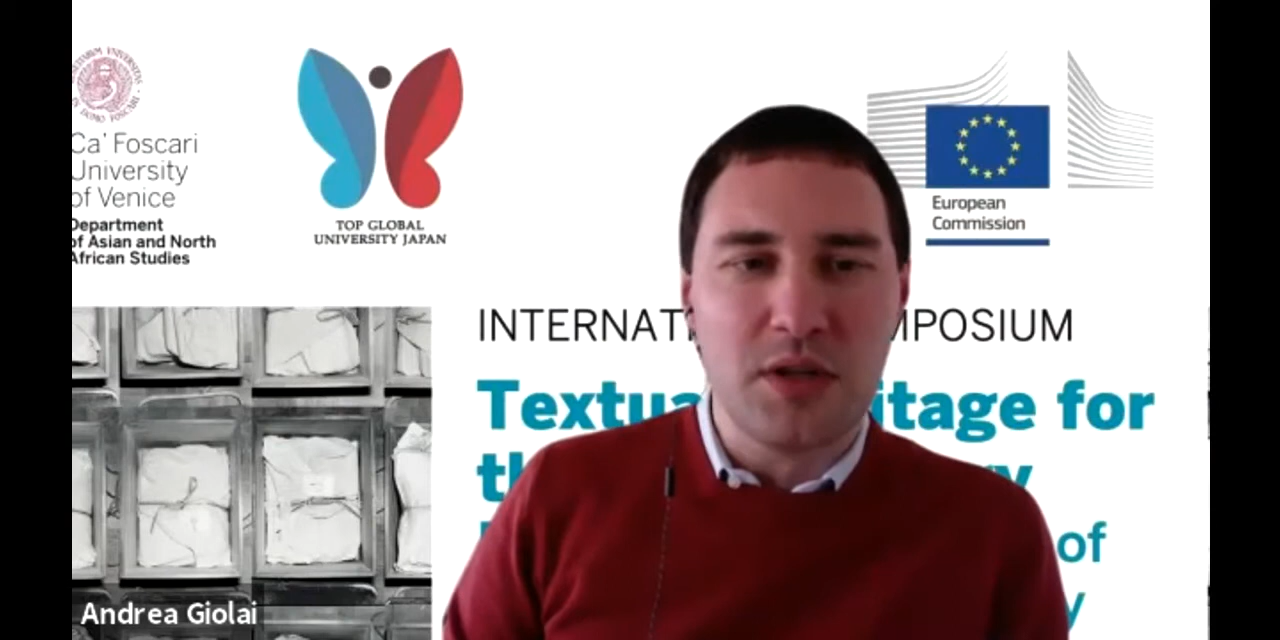 Ca' Foscari
University
of Venice
Department
of Asian and North
African Studies
TOP GLOBAL
UNIVERSITY JAPAN
European
Commission
INTERNAT MPOSIUM
Textua itage for
of
Andrea Giolai